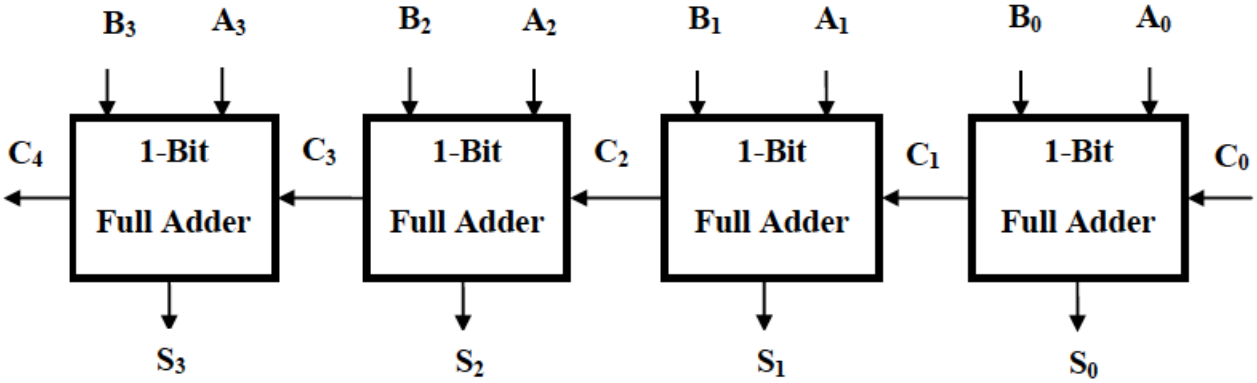 B₃ A₃ B₂ A₂ B₁ A₁ B₀ A₀
C₄ 1-Bit C₃ 1-Bit C₂ 1-Bit C₁ 1-Bit C₀
Full Adder Full Adder Full Adder Full Adder
S₃ S₂ S₁ S₀